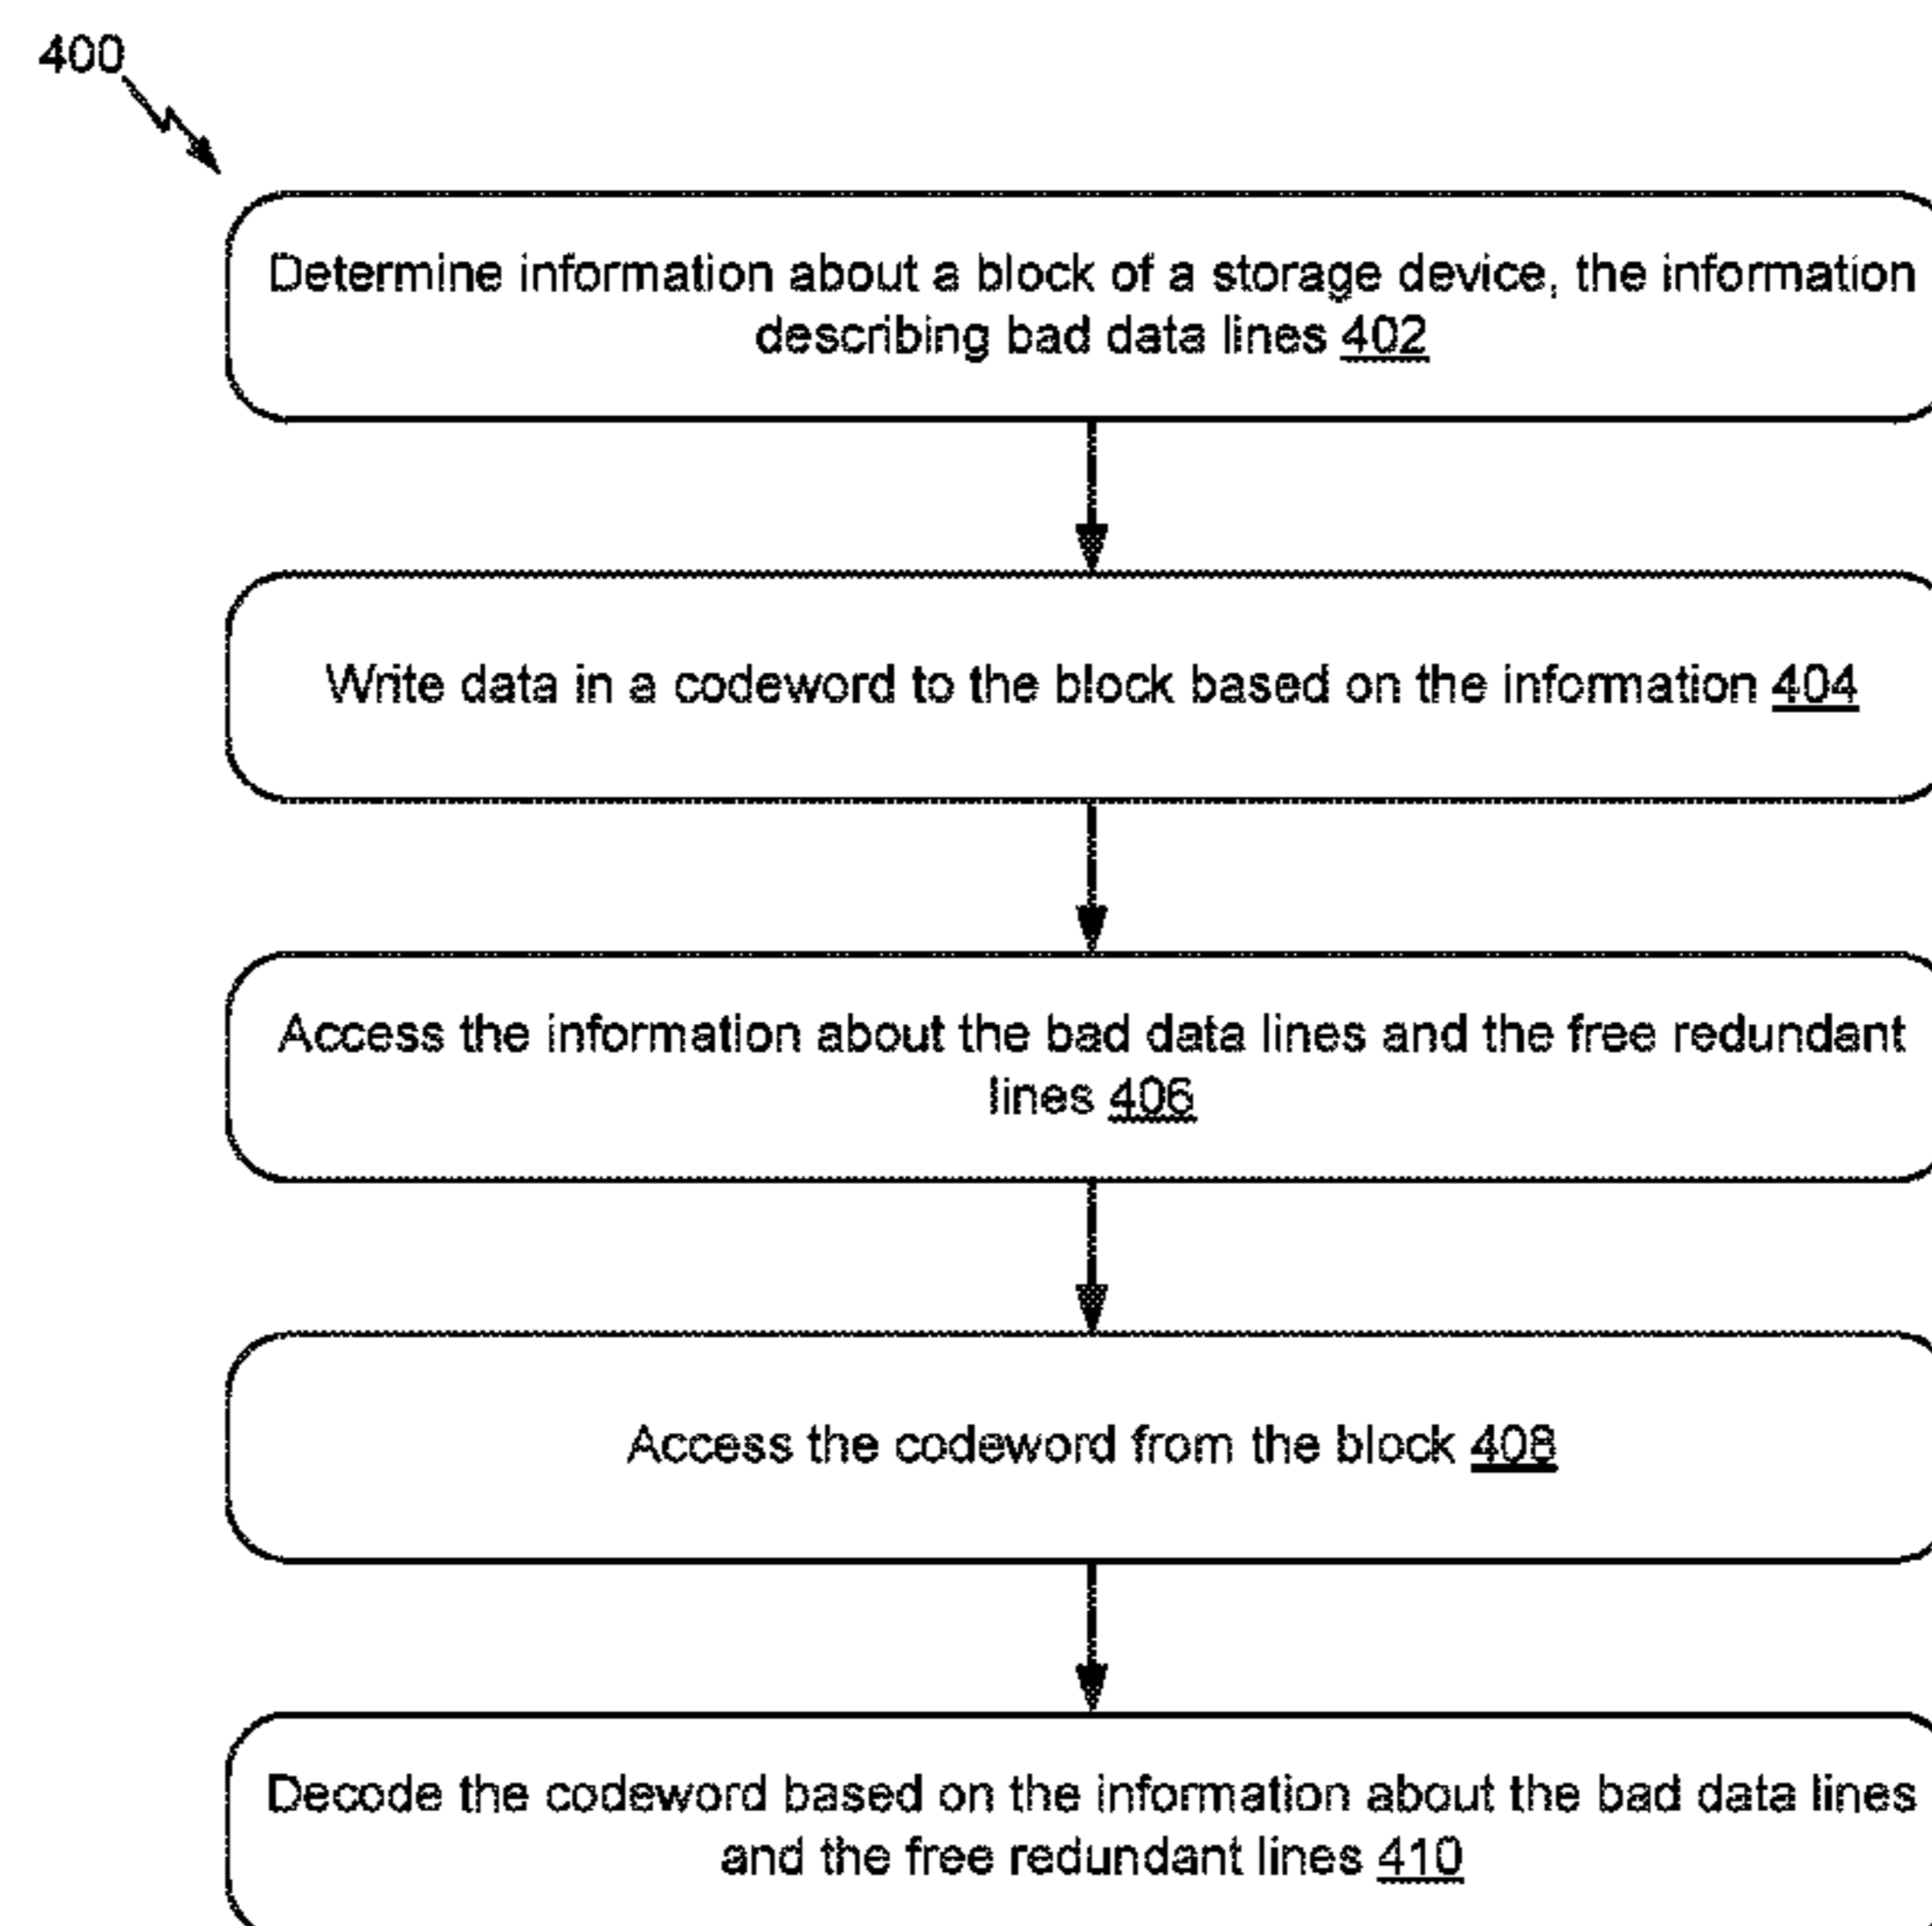 400
Determine information about a block of a storage device, the information
describing bad data lines 402
Write data in a codeword to the block based on the information 404
Access the information about the bad data lines and the free redundant
lines 406
Access the codeword from the block 408
Decode the codeword based on the information about the bad data lines
and the free redundant lines 410